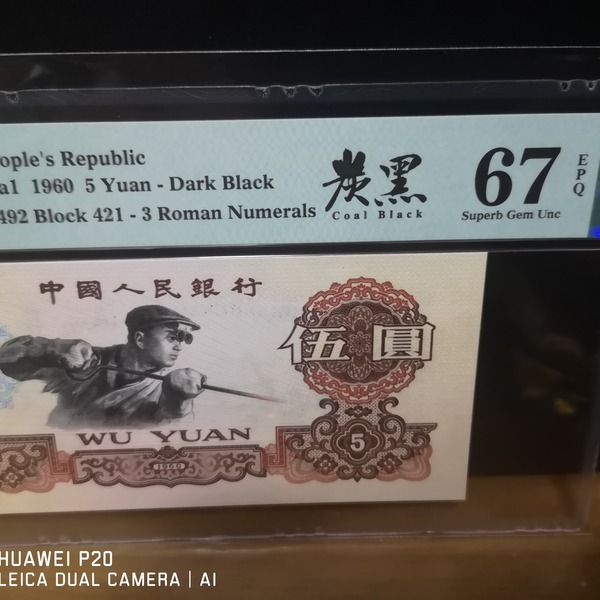 ople's Republic
a1 1960 5 Yuan - Dark Black
492 Block 421 - 3 Roman Numerals
炭黑
Coal Black
67
EPQ
Superb Gem Unc
中國人民銀行
伍圓
WU YUAN
1960
5
HUAWEI P20
LEICA DUAL CAMERA | AI